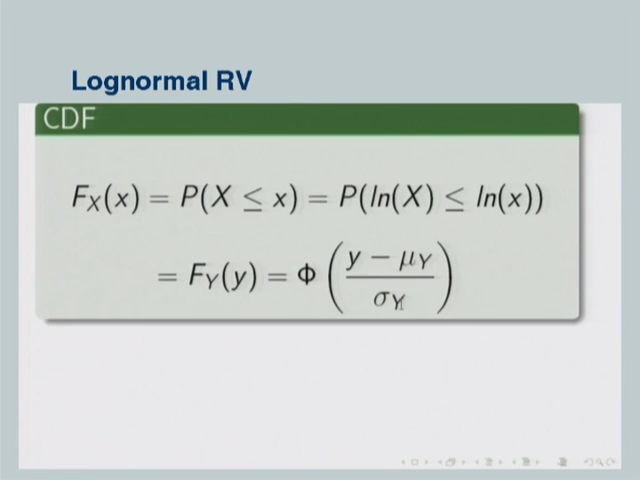 Lognormal RV
CDF
F_X(x) = P(X ≤ x) = P(ln(X) ≤ ln(x))
= F_Y(y) = Φ ( (y − μ_Y) / σ_Y )